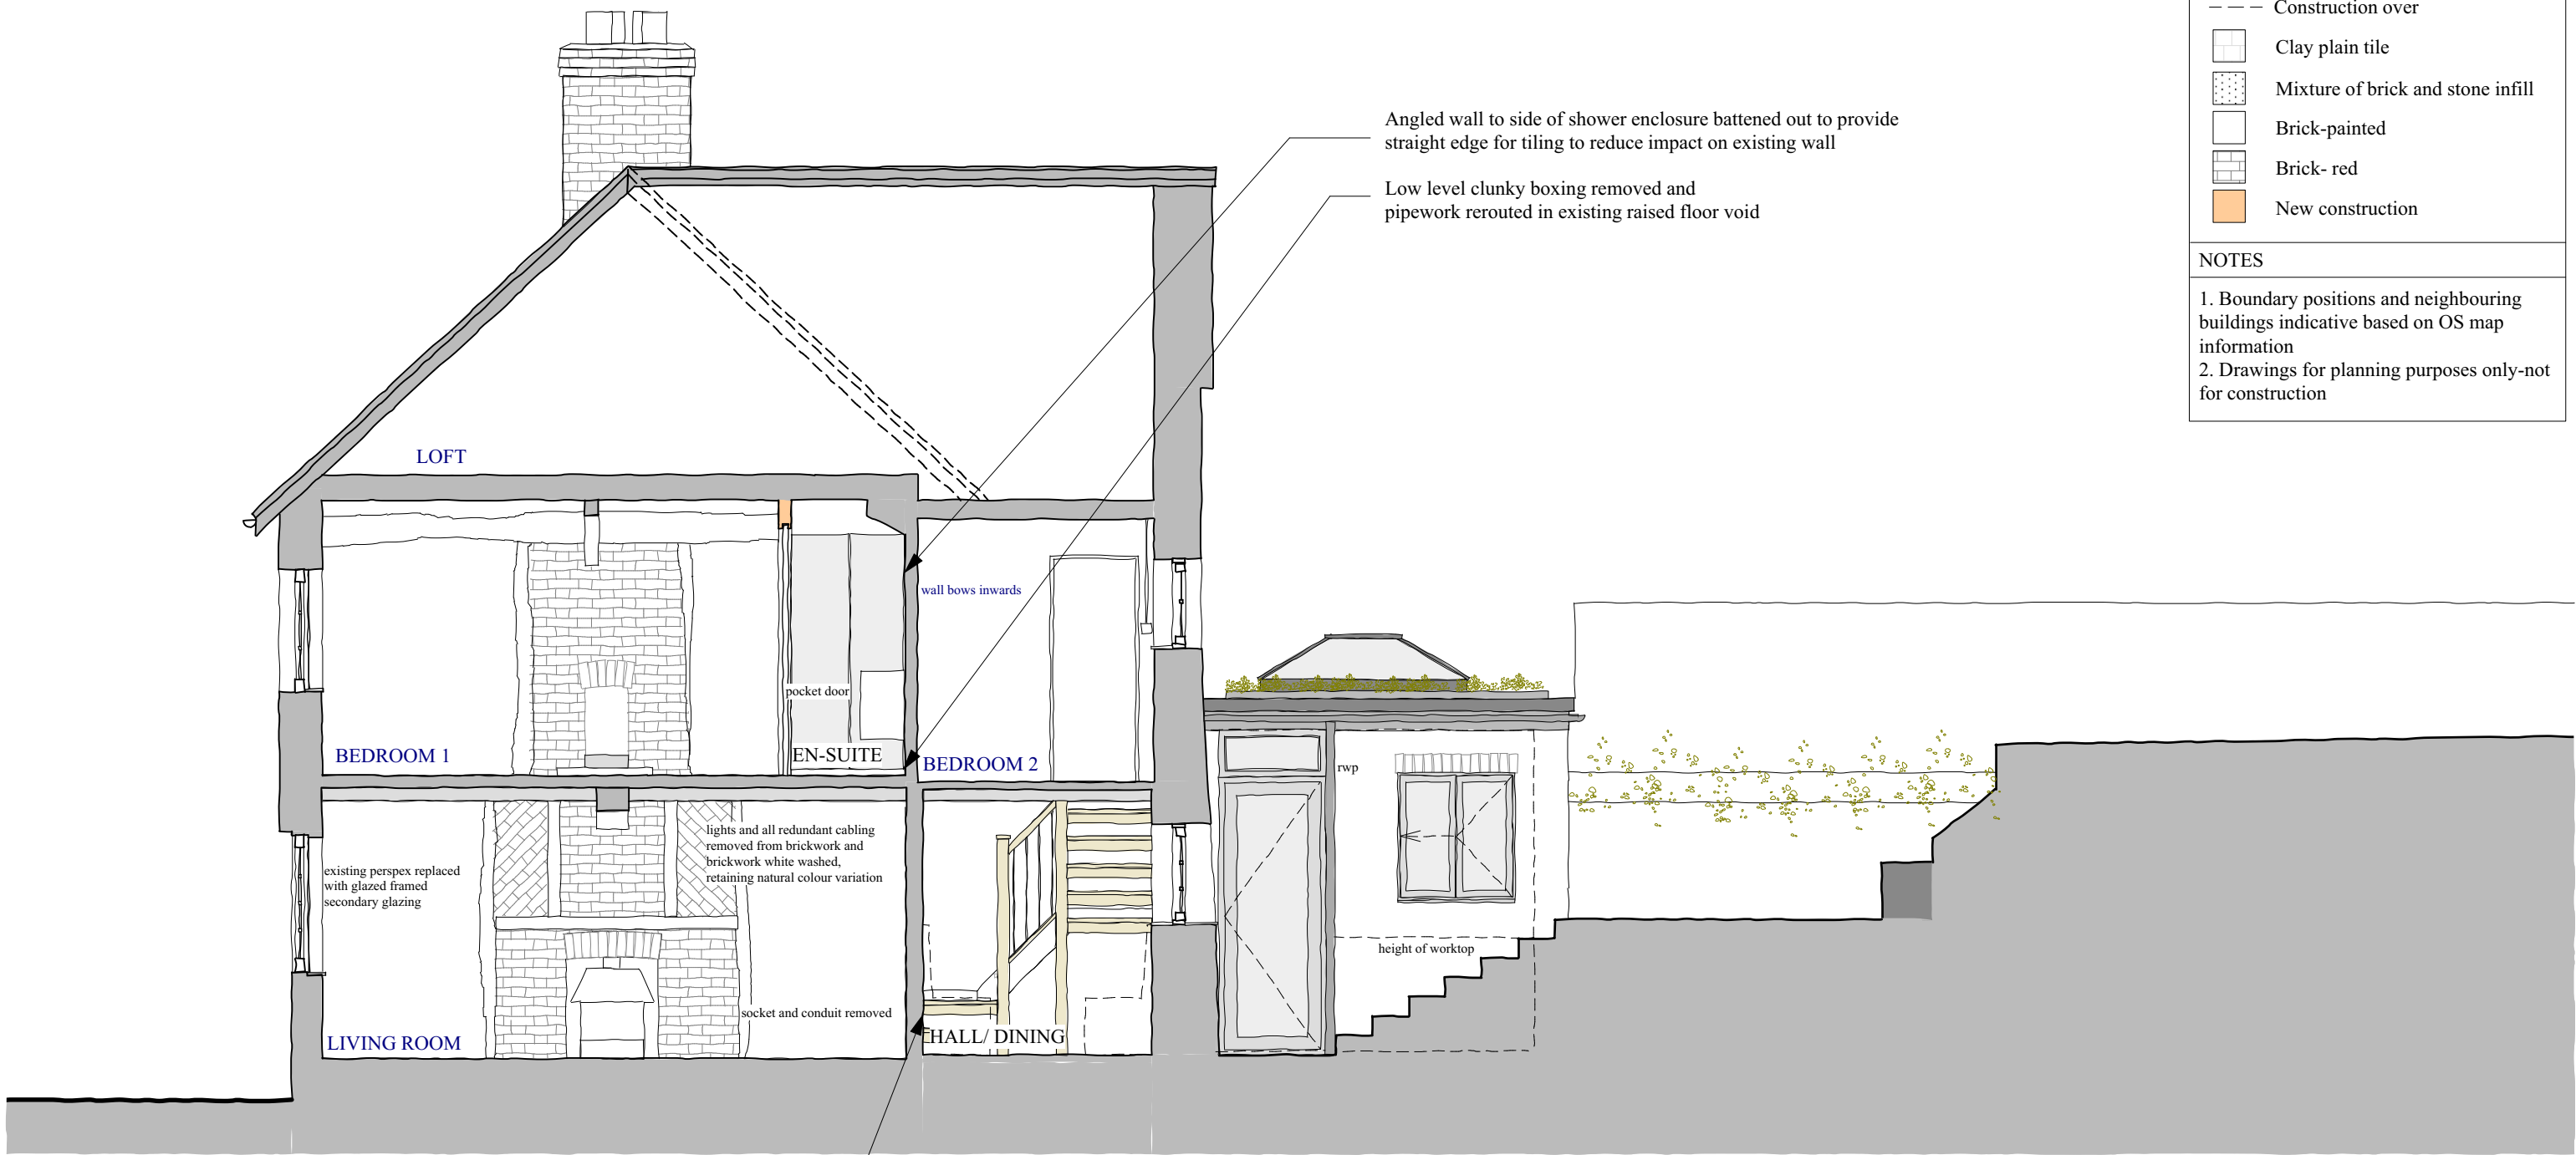 Construction over
Clay plain tile
Mixture of brick and stone infill
Brick-painted
Brick- red
New construction
NOTES
1. Boundary positions and neighbouring
buildings indicative based on OS map
information
2. Drawings for planning purposes only-not
for construction
Angled wall to side of shower enclosure battened out to provide
straight edge for tiling to reduce impact on existing wall
Low level clunky boxing removed and
pipework rerouted in existing raised floor void
LOFT
wall bows inwards
pocket door
BEDROOM 1
EN-SUITE
BEDROOM 2
rwp
lights and all redundant cabling
removed from brickwork and
brickwork white washed,
retaining natural colour variation
existing perspex replaced
with glazed framed
secondary glazing
height of worktop
socket and conduit removed
LIVING ROOM
HALL/ DINING